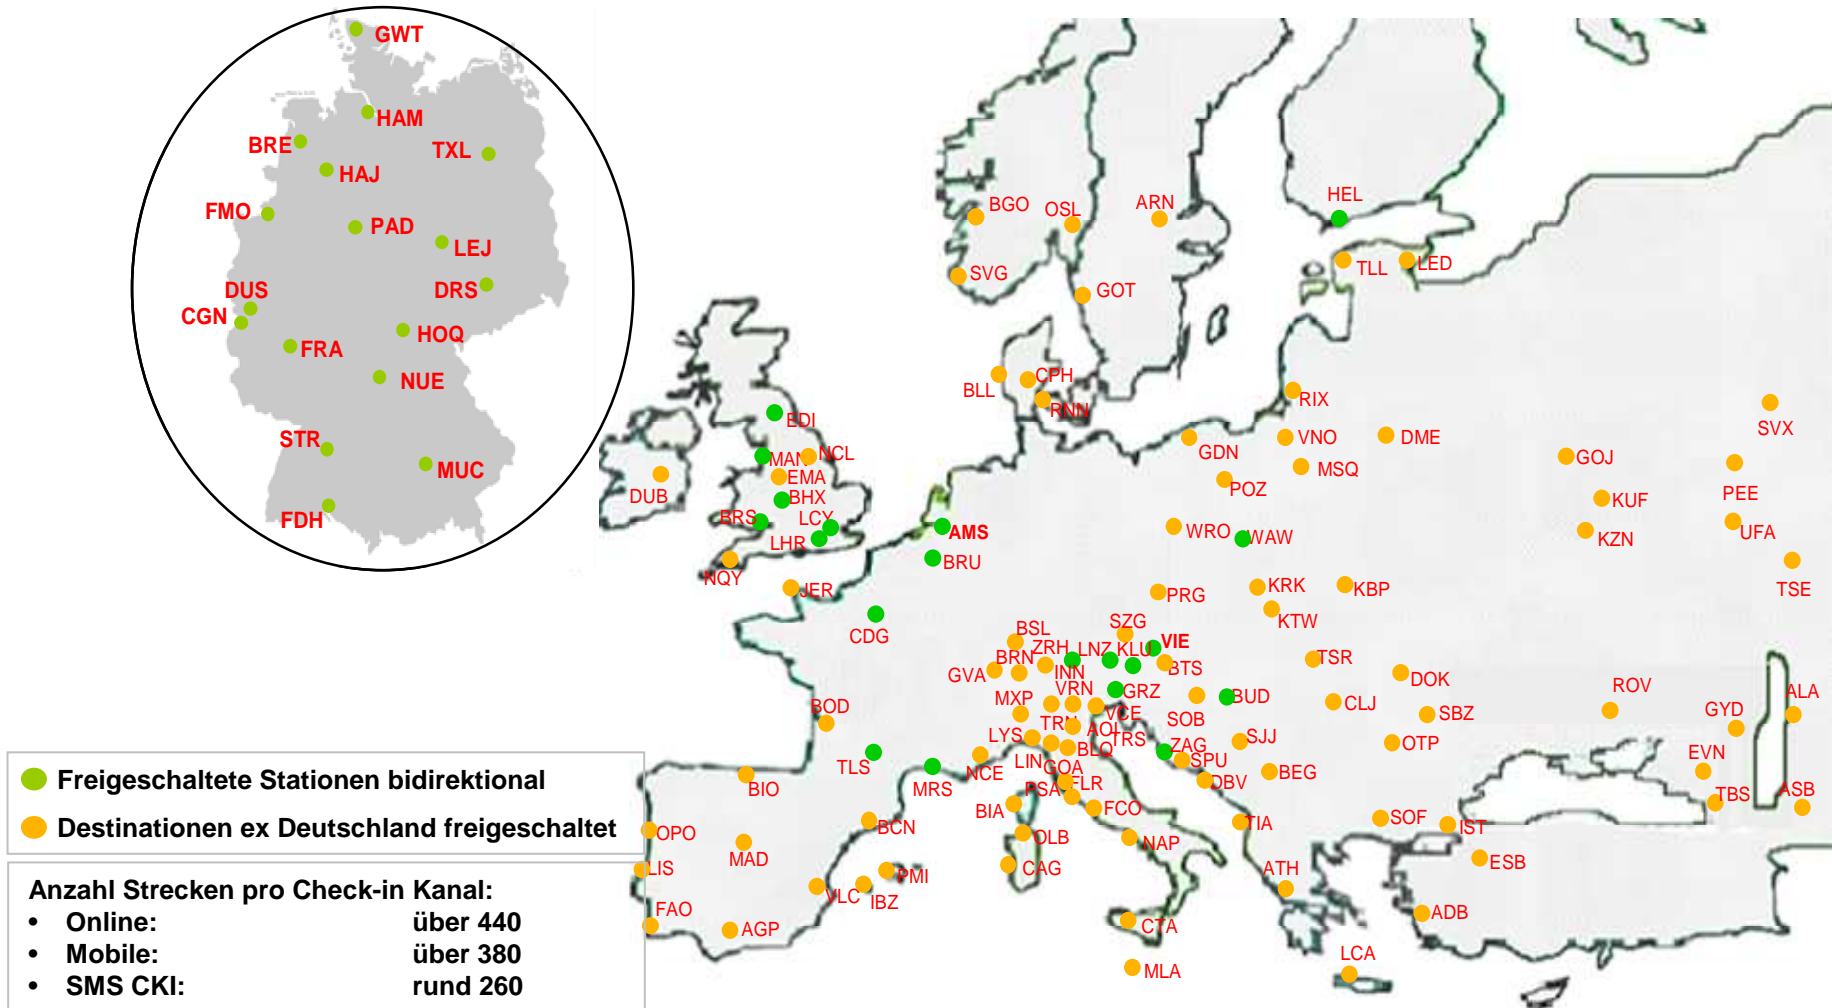 GWT
HAM
BRE
TXL
HAJ
FMO
PAD
LEJ
DUS
DRS
CGN
HOQ
FRA
NUE
STR
MUC
FDH
BGO
OSL
ARN
HEL
SVG
TLL
LED
GOT
BLL
CPH
RNN
RIX
SVX
EDI
GDN
VNO
DME
MAN
NCL
MSQ
GOJ
DUB
EMA
POZ
PEE
BHX
KUF
BRS
LCY
AMS
WRO
WAW
KZN
UFA
LHR
BRU
NQY
TSE
JER
PRG
KRK
KBP
KTW
CDG
BSL
SZG
VIE
ZRH
LNZ
KLU
BRN
INN
BTS
TSR
GVA
DOK
VRN
GRZ
BUD
CLJ
ROV
ALA
MXP
VCE
SOB
SBZ
BOD
TRN
AOI
GYD
LYS
TRS
ZAG
SJJ
OTP
LIN
GOA
BLQ
SPU
EVN
TLS
MRS
NCE
BEG
DBV
BIO
PSA
FLR
BIA
FCO
TBS
ASB
OPO
BCN
OLB
NAP
TIA
SOF
IST
MAD
LIS
PMI
CAG
ATH
ESB
VLC
IBZ
FAO
AGP
CTA
ADB
MLA
LCA
Freigeschaltete Stationen bidirektional
Destinationen ex Deutschland freigeschaltet
Anzahl Strecken pro Check-in Kanal:
• Online: über 440
• Mobile: über 380
• SMS CKI: rund 260